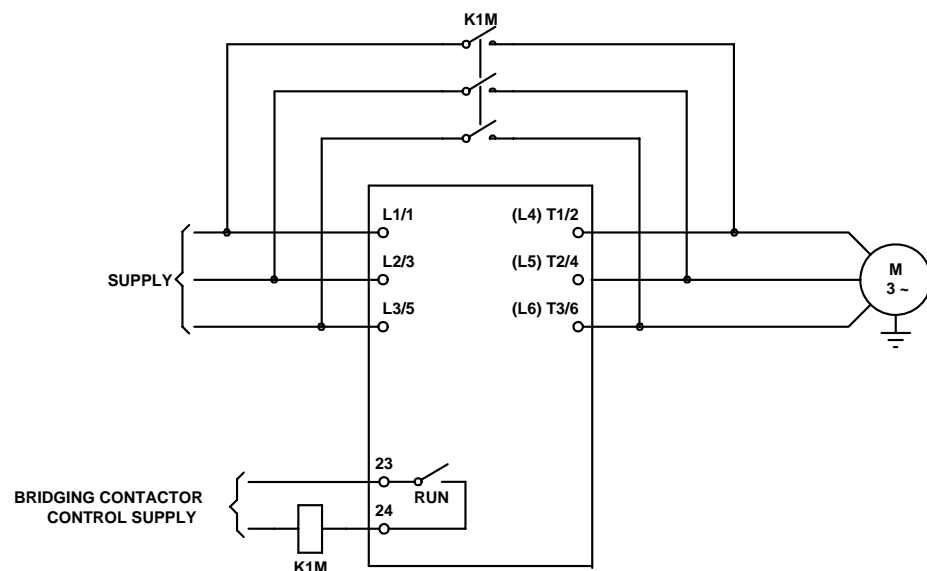 K1M
L1/1
(L4) T1/2
L2/3
(L5) T2/4
M
3 ~
SUPPLY
L3/5
(L6) T3/6
23
RUN
BRIDGING CONTACTOR
CONTROL SUPPLY
24
K1M